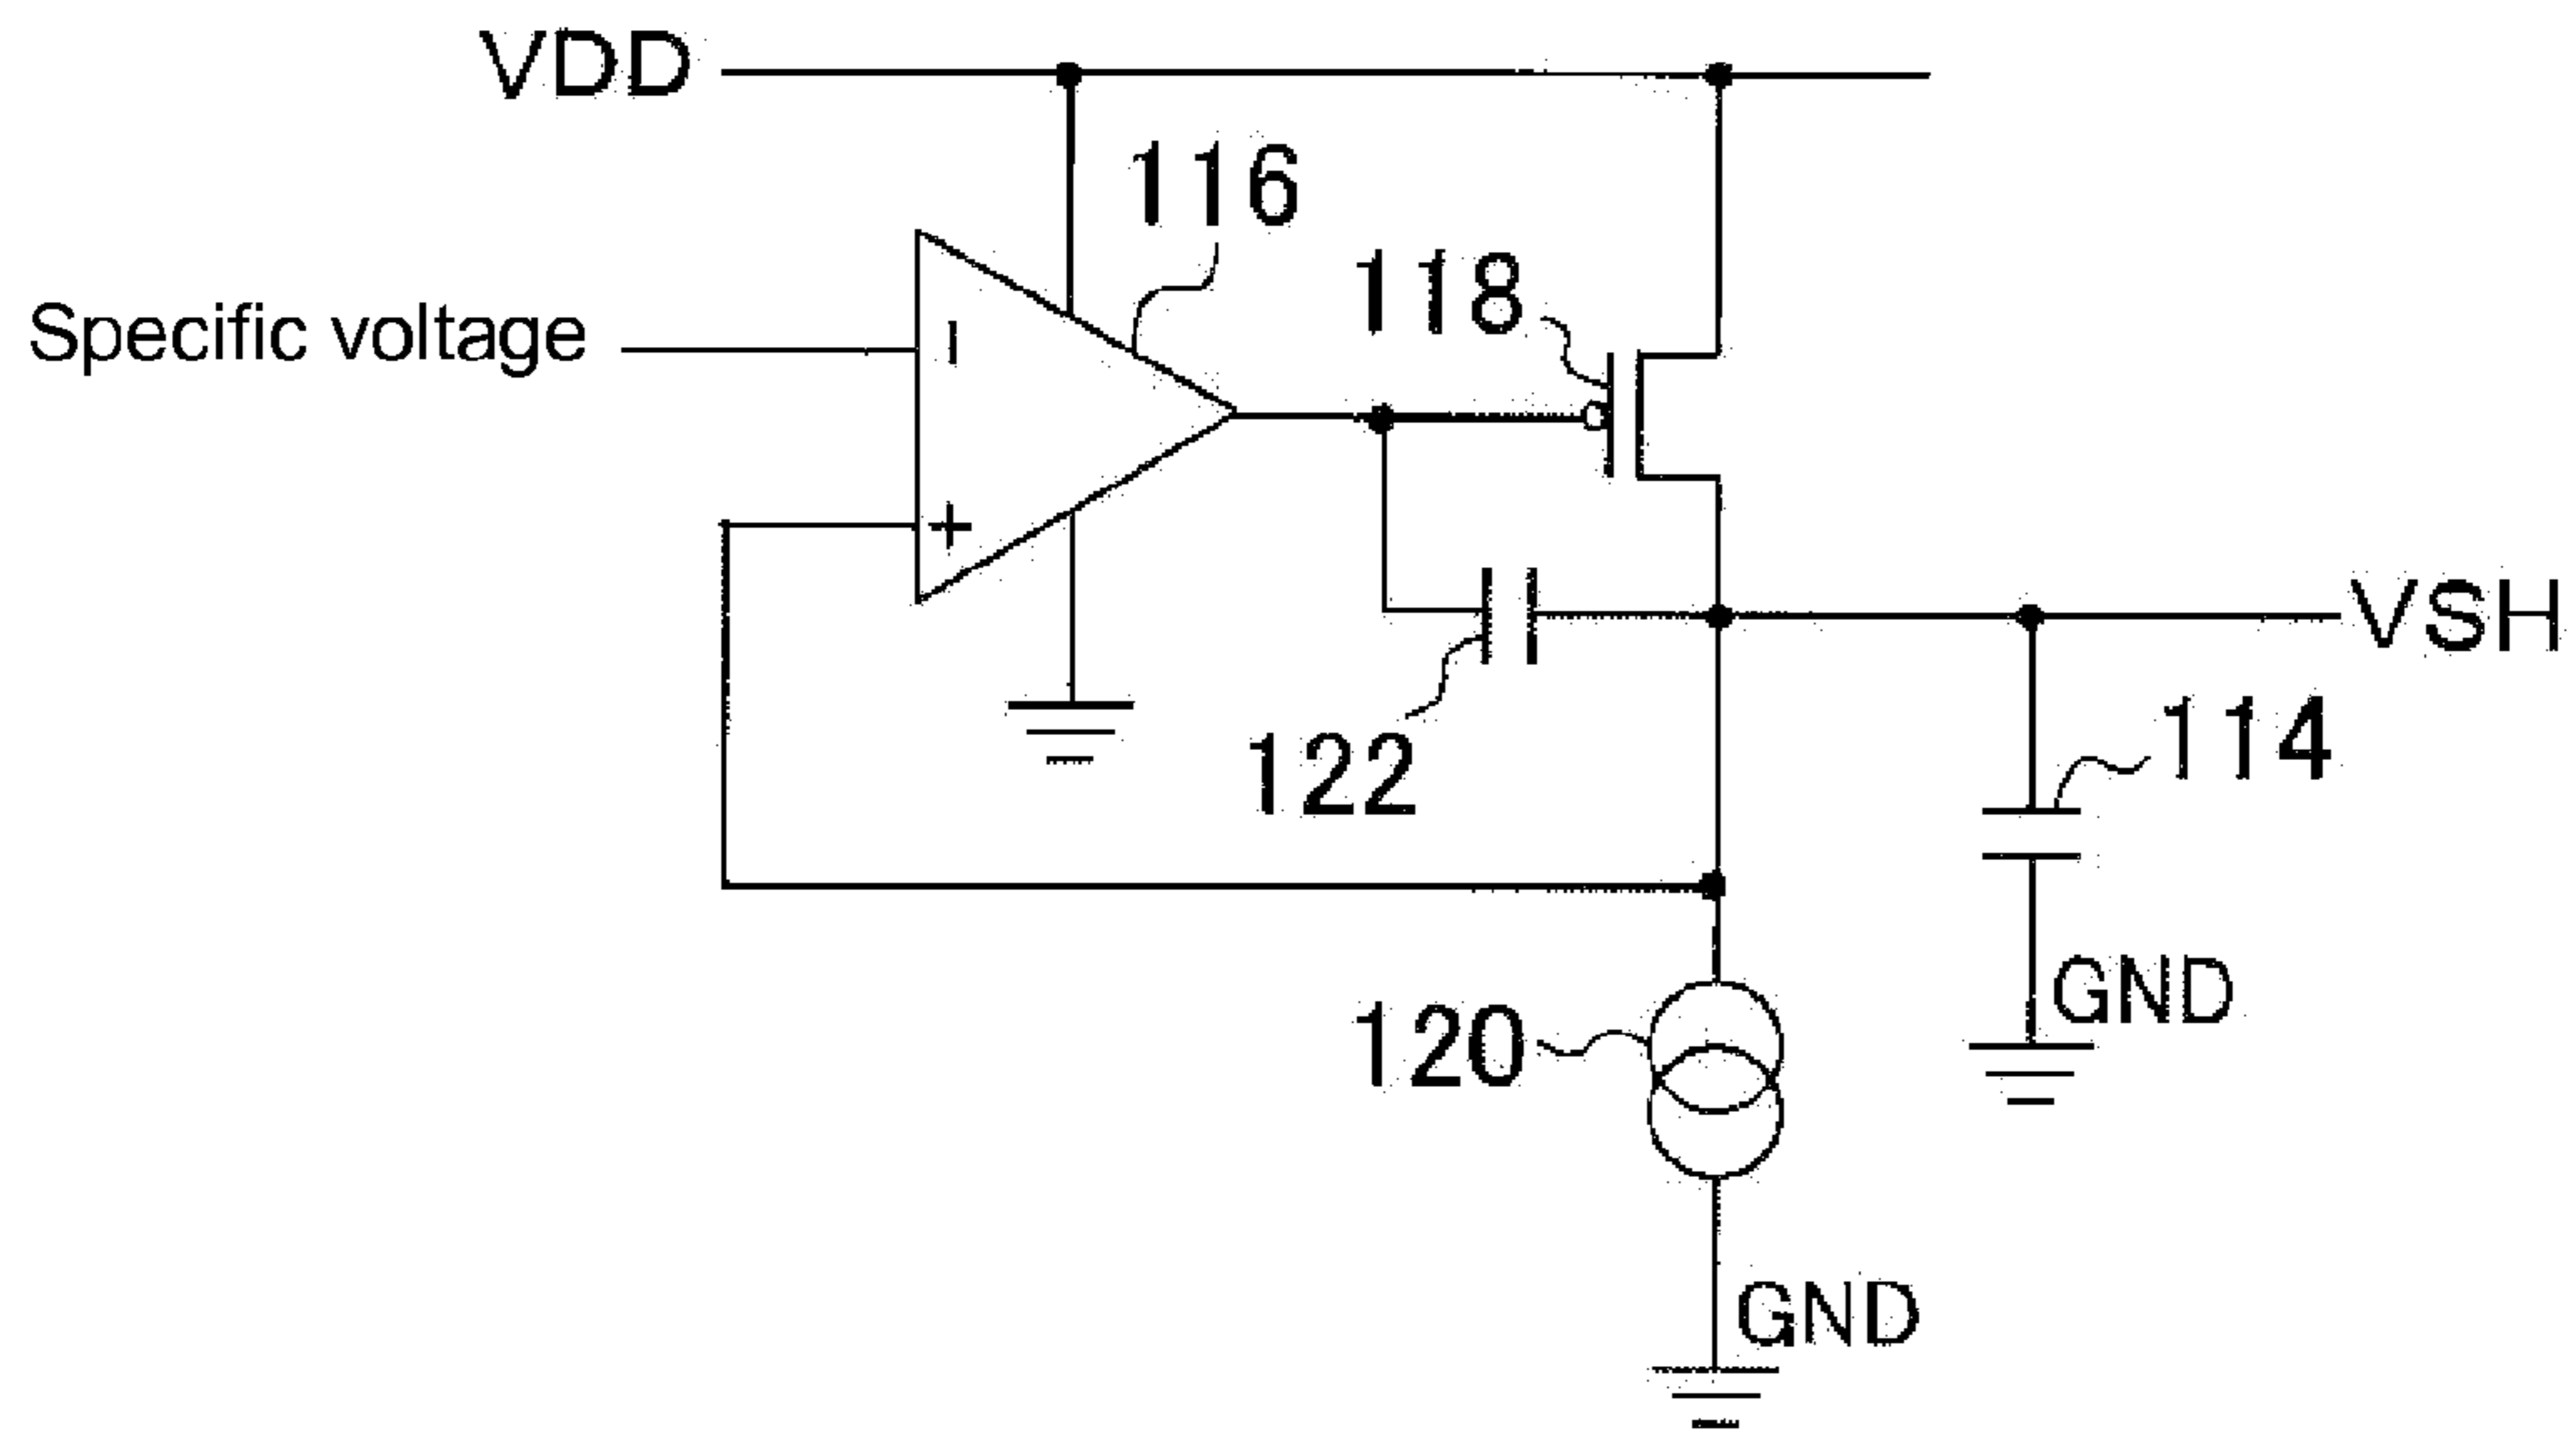 VDD
116
118
Specific voltage
−
+
VSH
122
114
GND
120
GND